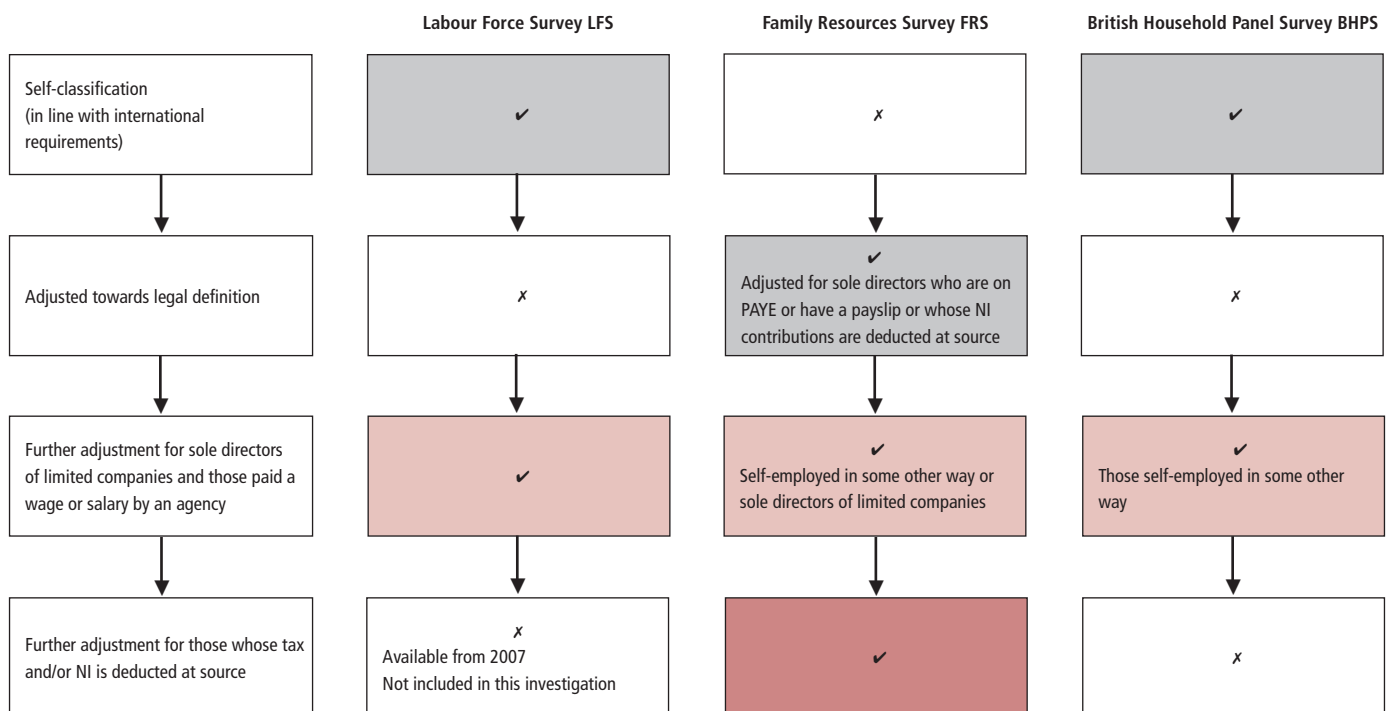 Labour Force Survey LFS
Family Resources Survey FRS
British Household Panel Survey BHPS
Self-classification
(in line with international
requirements)
✔
✗
✔
Adjusted towards legal definition
✗
✔
Adjusted for sole directors who are on
PAYE or have a payslip or whose NI
contributions are deducted at source
✗
Further adjustment for sole directors
of limited companies and those paid a
wage or salary by an agency
✔
✔
Self-employed in some other way or
sole directors of limited companies
✔
Those self-employed in some other
way
Further adjustment for those whose tax
and/or NI is deducted at source
✗
Available from 2007
Not included in this investigation
✔
✗